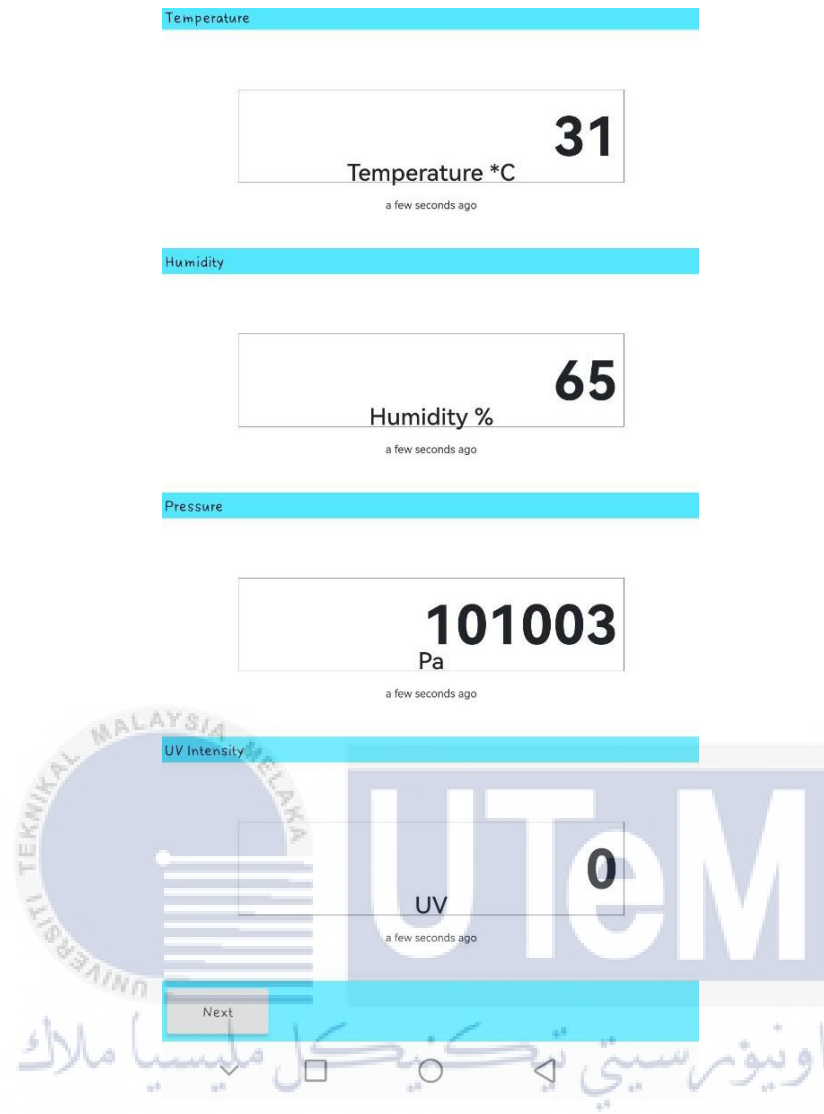 Temperature
31
Temperature *C
a few seconds ago
Humidity
65
Humidity %
a few seconds ago
Pressure
101003
Pa
a few seconds ago
UV Intensity
0
UV
a few seconds ago
Next
UTeM
UNIVERSITI TEKNIKAL MALAYSIA MELAKA
اونيۏرسيتي تيكنيكل مليسيا ملاك